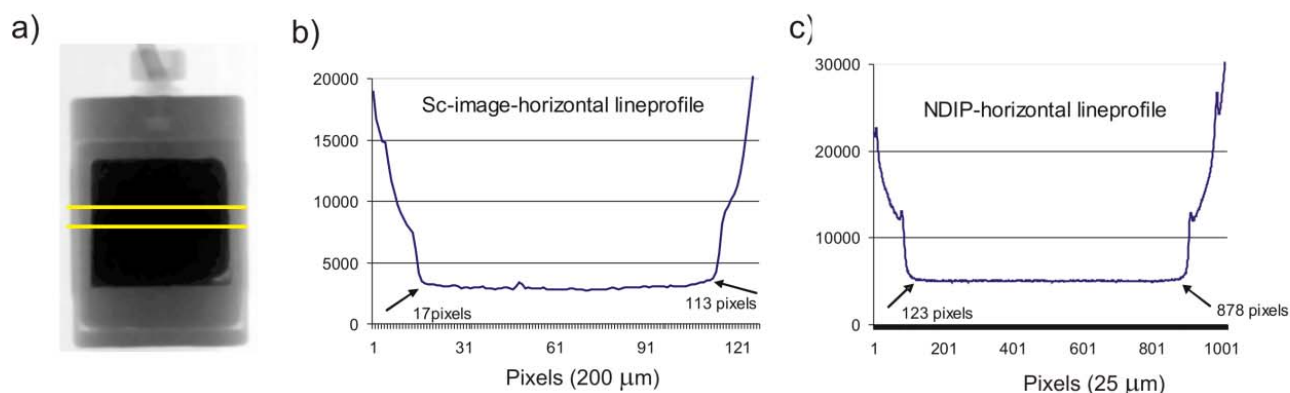 a)
b)
20000
15000
10000
5000
0
Sc-image-horizontal lineprofile
17pixels
113 pixels
1
31
61
91
121
Pixels (200 μm)
c)
30000
20000
10000
0
NDIP-horizontal lineprofile
123 pixels
878 pixels
1
201
401
601
801
1001
Pixels (25 μm)